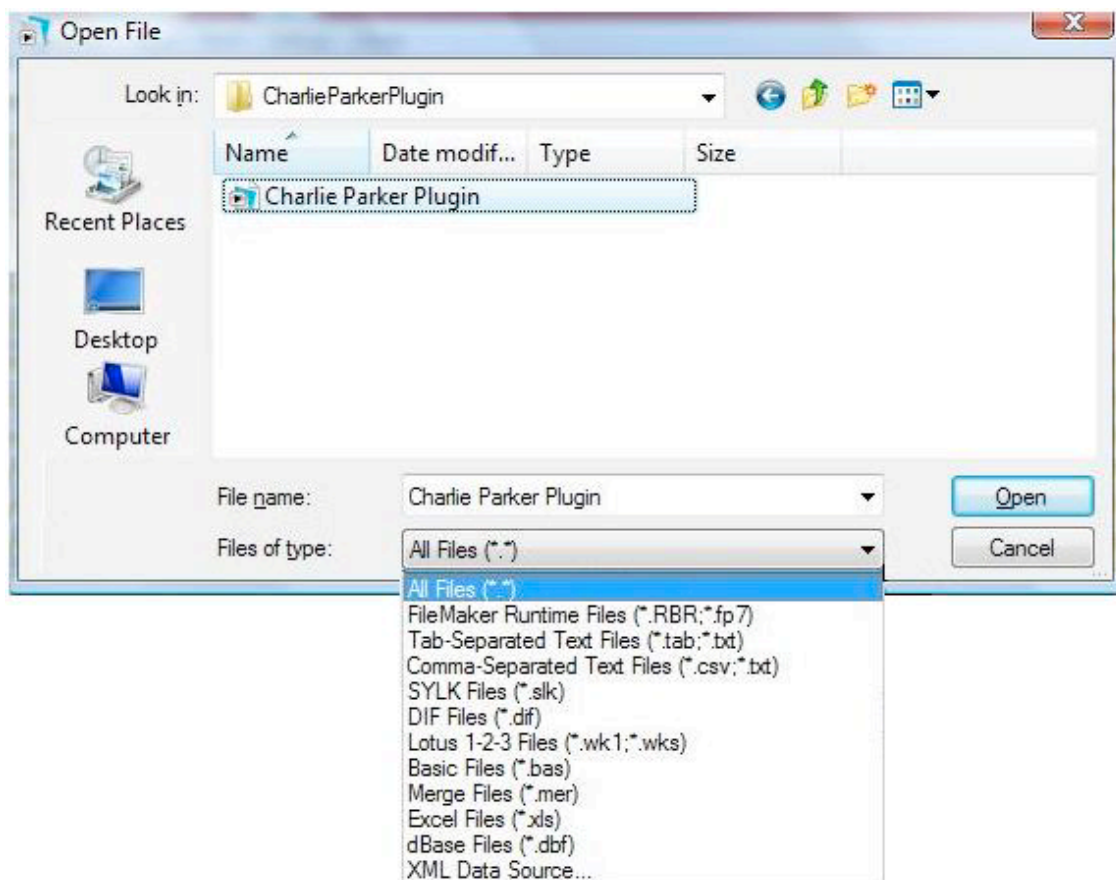 Open File
X
Look in: CharlieParkerPlugin
Name Date modif... Type Size
Charlie Parker Plugin
Recent Places
Desktop
Computer
File name: Charlie Parker Plugin Open
Files of type: All Files (*.*) Cancel
All Files (*.*)
FileMaker Runtime Files (*.RBR;*.fp7)
Tab-Separated Text Files (*.tab;*.txt)
Comma-Separated Text Files (*.csv;*.txt)
SYLK Files (*.slk)
DIF Files (*.dif)
Lotus 1-2-3 Files (*.wk1;*.wks)
Basic Files (*.bas)
Merge Files (*.mer)
Excel Files (*.xls)
dBase Files (*.dbf)
XML Data Source...